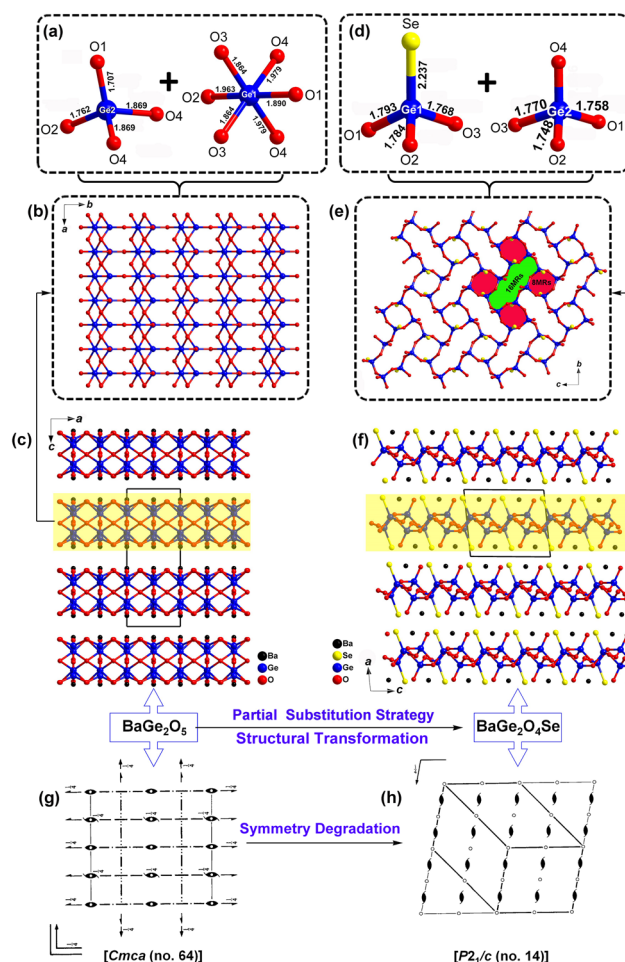 (a)
O1
1.707
1.762
Ge2
1.869
O4
O2
1.869
O4
+
O3
O4
1.864
1.979
1.963
Ge1
O1
O2
1.890
1.864
1.979
O3
O4
(d)
Se
2.237
1.793
Ge1
1.768
O1
1.784
O3
O2
+
O4
1.770
Ge2
1.758
O3
1.748
O1
O2
(b)
b
a
(e)
16MRs
8MRs
b
c
(c)
a
c
Ba
Ge
O
(f)
Ba
Se
Ge
O
a
c
BaGe₂O₅
Partial Substitution Strategy
Structural Transformation
BaGe₂O₄Se
(g)
Symmetry Degradation
(h)
[Cmca (no. 64)]
[P2₁/c (no. 14)]